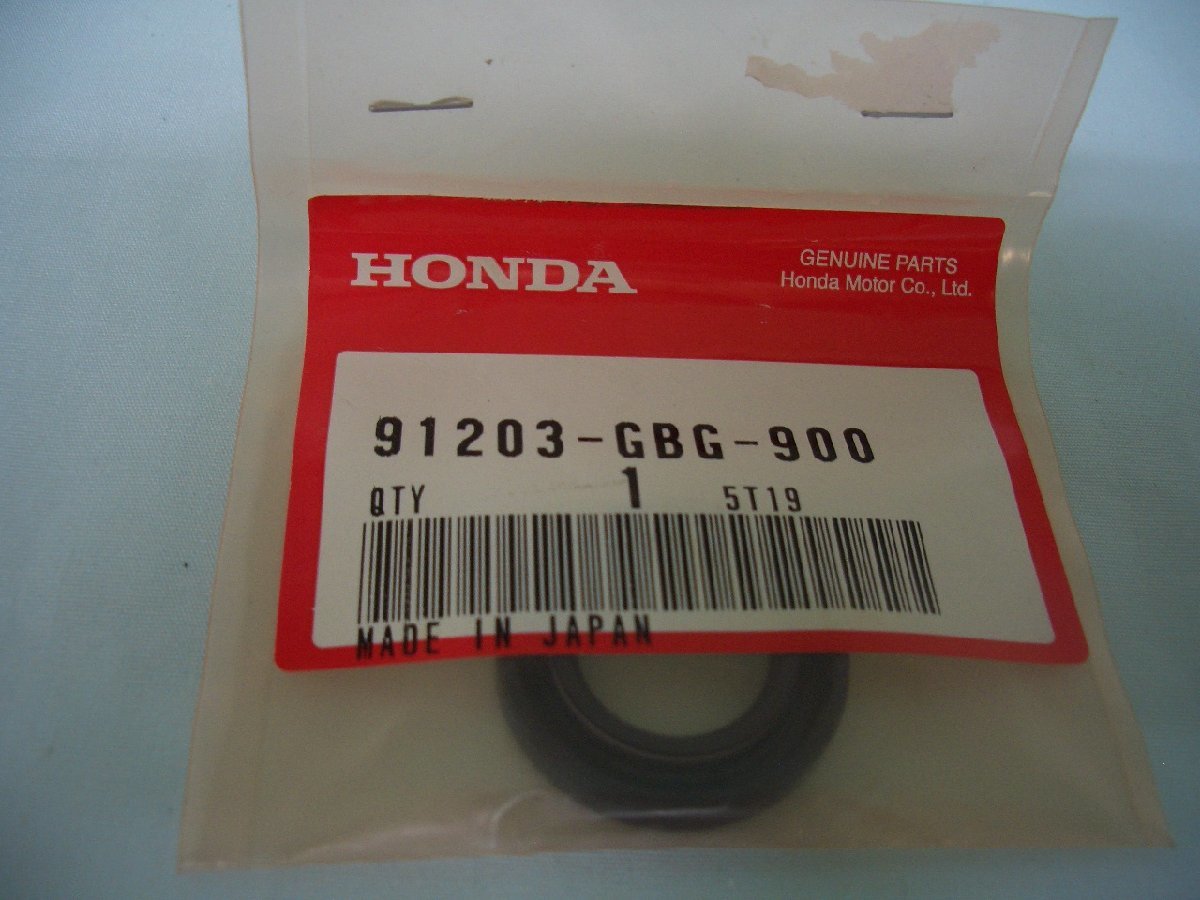 HONDA
GENUINE PARTS
Honda Motor Co., Ltd.
91203-GBG-900
QTY 1 5T19
MADE IN JAPAN